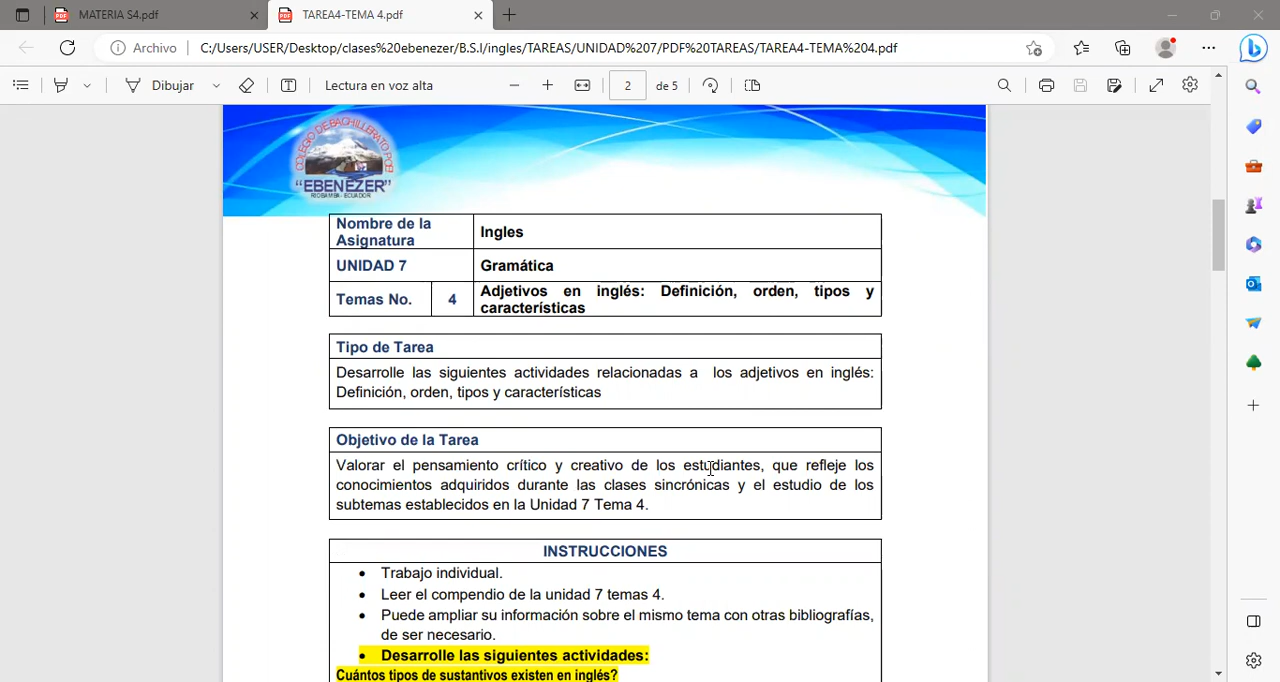 MATERIA S4.pdf
TAREA4-TEMA 4.pdf
Archivo
C:/Users/USER/Desktop/clases%20ebenezer/B.S.I/ingles/TAREAS/UNIDAD%207/PDF%20TAREAS/TAREA4-TEMA%204.pdf
Dibujar
Lectura en voz alta
2
de 5
COLEGIO DE BACHILLERATO PCEI
"EBENEZER"
RIOBAMBA - ECUADOR
Nombre de la
Asignatura
Ingles
UNIDAD 7
Gramática
Temas No.
4
Adjetivos en inglés: Definición, orden, tipos y
características
Tipo de Tarea
Desarrolle las siguientes actividades relacionadas a los adjetivos en inglés:
Definición, orden, tipos y características
Objetivo de la Tarea
Valorar el pensamiento crítico y creativo de los estudiantes, que refleje los
conocimientos adquiridos durante las clases sincrónicas y el estudio de los
subtemas establecidos en la Unidad 7 Tema 4.
INSTRUCCIONES
• Trabajo individual.
• Leer el compendio de la unidad 7 temas 4.
• Puede ampliar su información sobre el mismo tema con otras bibliografías,
de ser necesario.
• Desarrolle las siguientes actividades:
Cuántos tipos de sustantivos existen en inglés?